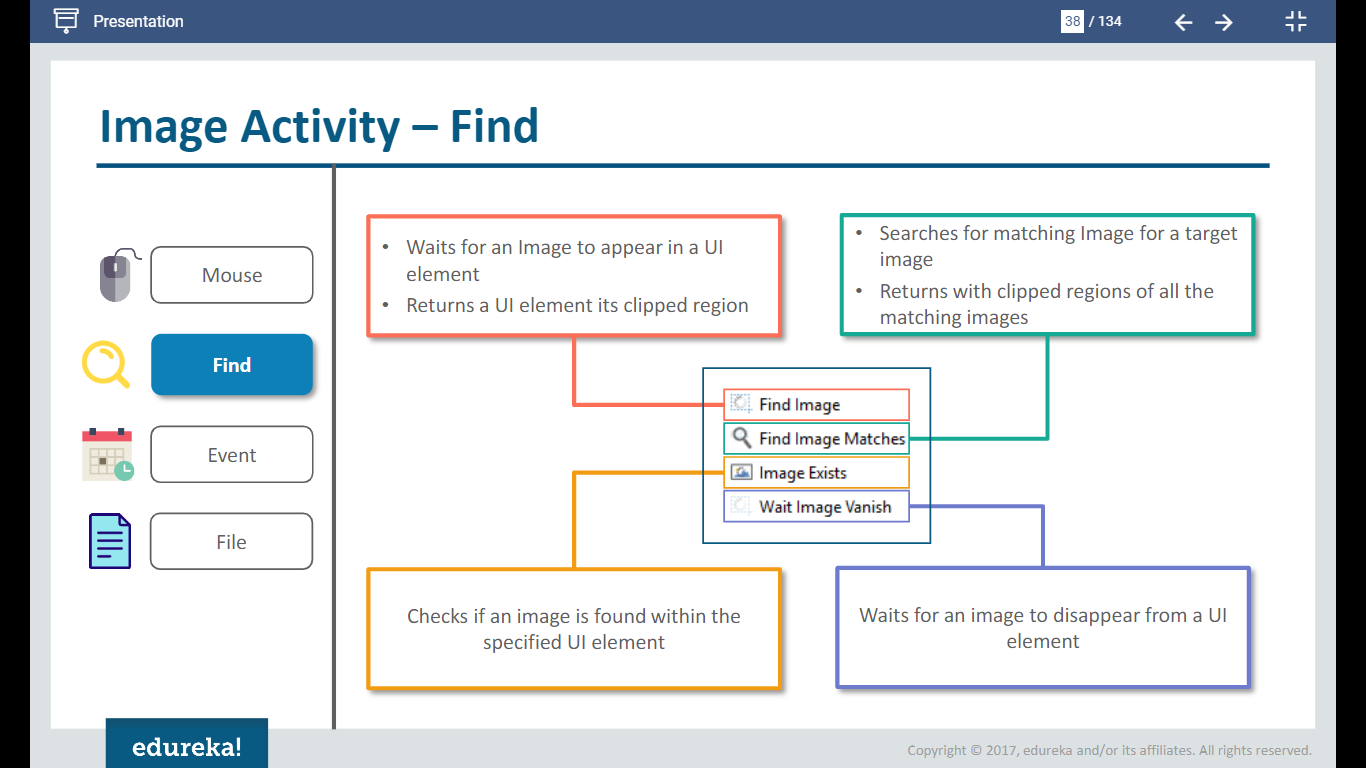 Presentation
38 / 134
Image Activity – Find
Mouse
Find
Event
File
• Waits for an Image to appear in a UI
element
• Returns a UI element its clipped region
• Searches for matching Image for a target
image
• Returns with clipped regions of all the
matching images
Find Image
Find Image Matches
Image Exists
Wait Image Vanish
Checks if an image is found within the
specified UI element
Waits for an image to disappear from a UI
element
edureka!
Copyright © 2017, edureka and/or its affiliates. All rights reserved.